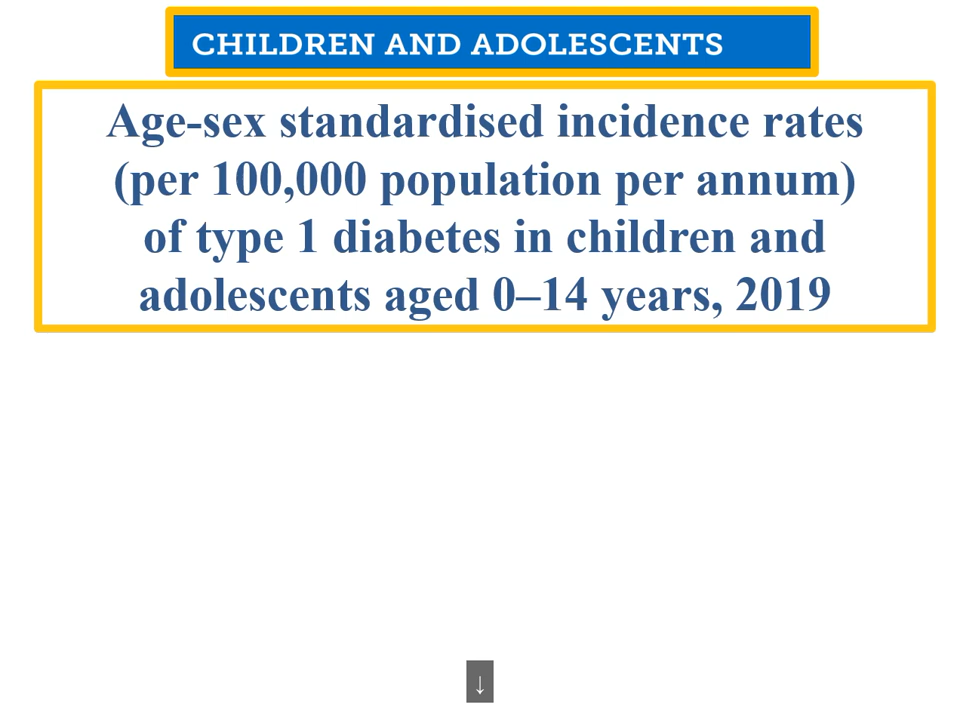 CHILDREN AND ADOLESCENTS
Age-sex standardised incidence rates
(per 100,000 population per annum)
of type 1 diabetes in children and
adolescents aged 0–14 years, 2019
↓